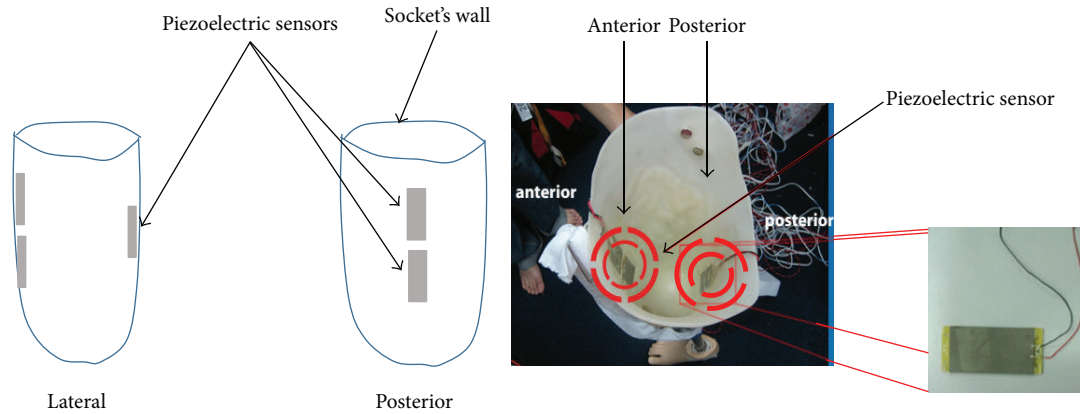 Piezoelectric sensors
Socket's wall
Anterior Posterior
Piezoelectric sensor
anterior
posterior
Lateral
Posterior